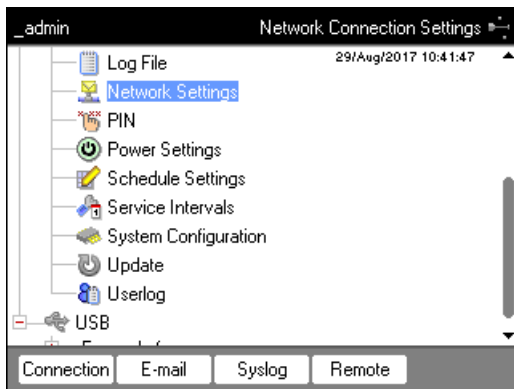 _admin Network Connection Settings
29/Aug/2017 10:41:47
Log File
Network Settings
PIN
Power Settings
Schedule Settings
Service Intervals
System Configuration
Update
Userlog
USB
Connection E-mail Syslog Remote